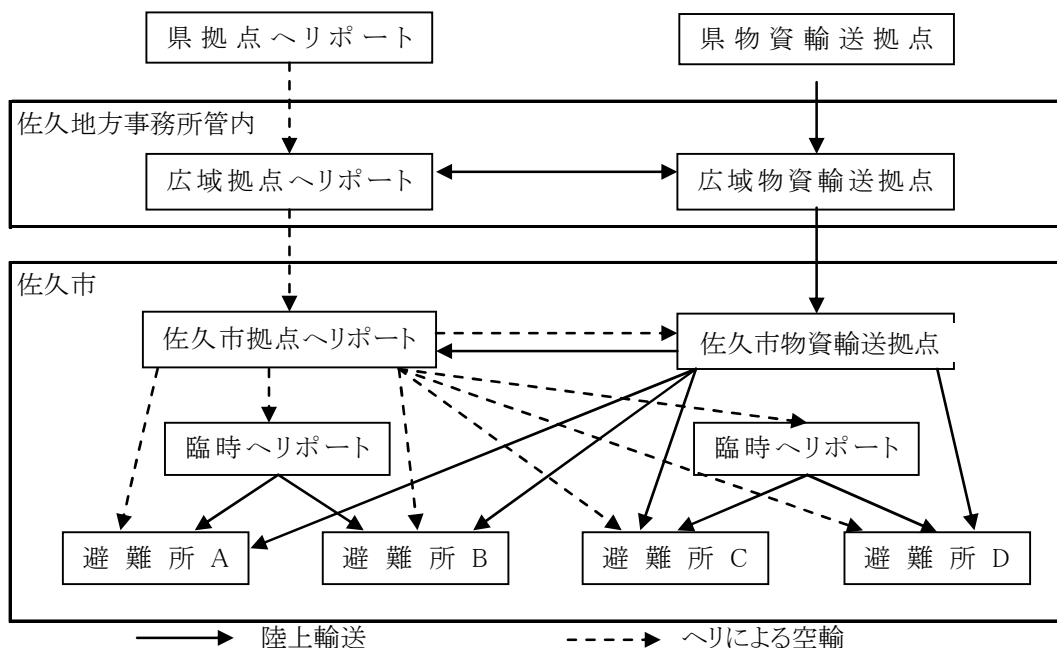 県拠点ヘリポート
県物資輸送拠点
佐久地方事務所管内
広域拠点ヘリポート
広域物資輸送拠点
佐久市
佐久市拠点ヘリポート
佐久市物資輸送拠点
臨時ヘリポート
臨時ヘリポート
避難所A
避難所B
避難所C
避難所D
陸上輸送
ヘリによる空輸